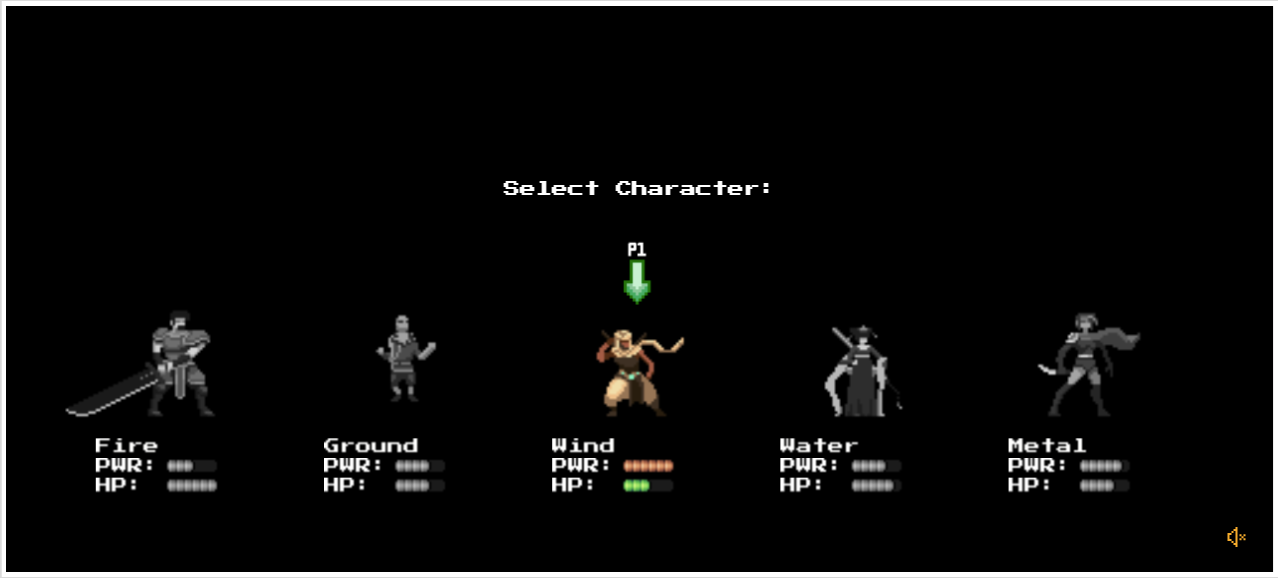 Select Character:
P1
Fire
PWR:
HP:
Ground
PWR:
HP:
Wind
PWR:
HP:
Water
PWR:
HP:
Metal
PWR:
HP: